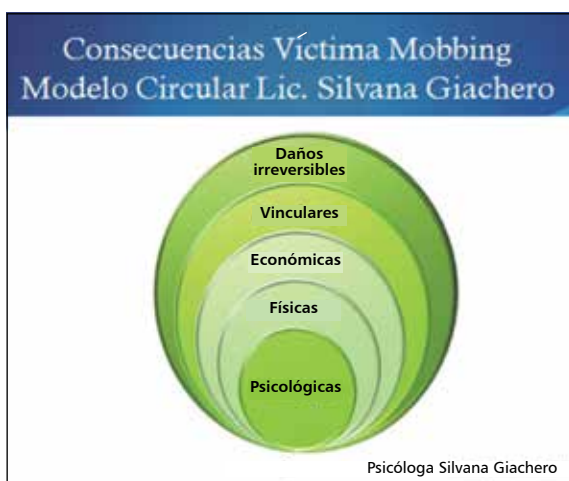 Consecuencias Víctima Mobbing
Modelo Circular Lic. Silvana Giachero
Daños
irreversibles
Vinculares
Económicas
Físicas
Psicológicas
Psicóloga Silvana Giachero